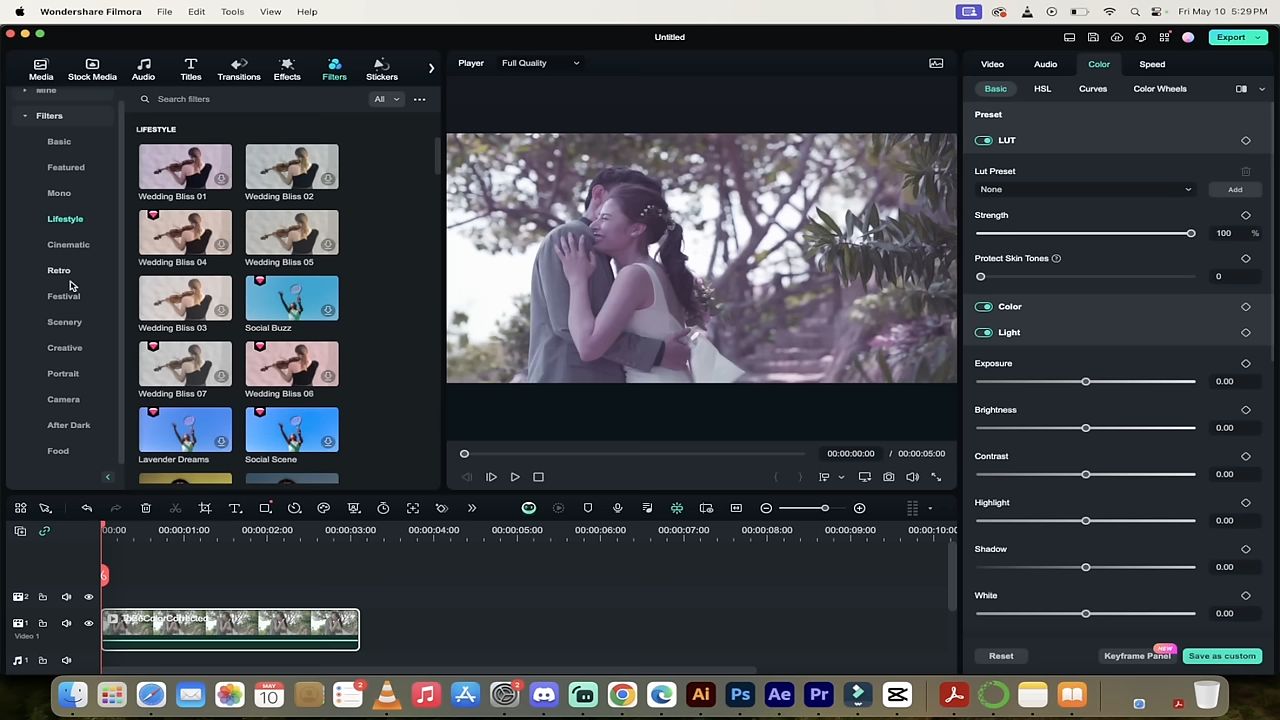 Wondershare Filmora File Edit Tools View Help
Fri May 10 5:29 PM
Untitled
Export
Media Stock Media Audio Titles Transitions Effects Filters Stickers
Player Full Quality
Video Audio Color Speed
Mine
Search filters All
Basic HSL Curves Color Wheels
Filters
LIFESTYLE
Basic
Featured
Mono
Lifestyle
Cinematic
Retro
Festival
Scenery
Creative
Portrait
Camera
After Dark
Food
Wedding Bliss 01 Wedding Bliss 02
Wedding Bliss 04 Wedding Bliss 05
Wedding Bliss 03 Social Buzz
Wedding Bliss 07 Wedding Bliss 06
Lavender Dreams Social Scene
00:00:00:00 / 00:00:05:00
Preset
LUT
Lut Preset
None Add
Strength
100 %
Protect Skin Tones
0
Color
Light
Exposure
0.00
Brightness
0.00
Contrast
0.00
Highlight
0.00
Shadow
0.00
White
0.00
Reset Keyframe Panel NEW Save as custom
00:00 00:00:01:00 00:00:02:00 00:00:03:00 00:00:04:00 00:00:05:00 00:00:06:00 00:00:07:00 00:00:08:00 00:00:09:00 00:00:10:00
2
1
Video 1
1
MAY
10
2
2
Ai Ps Ae Pr